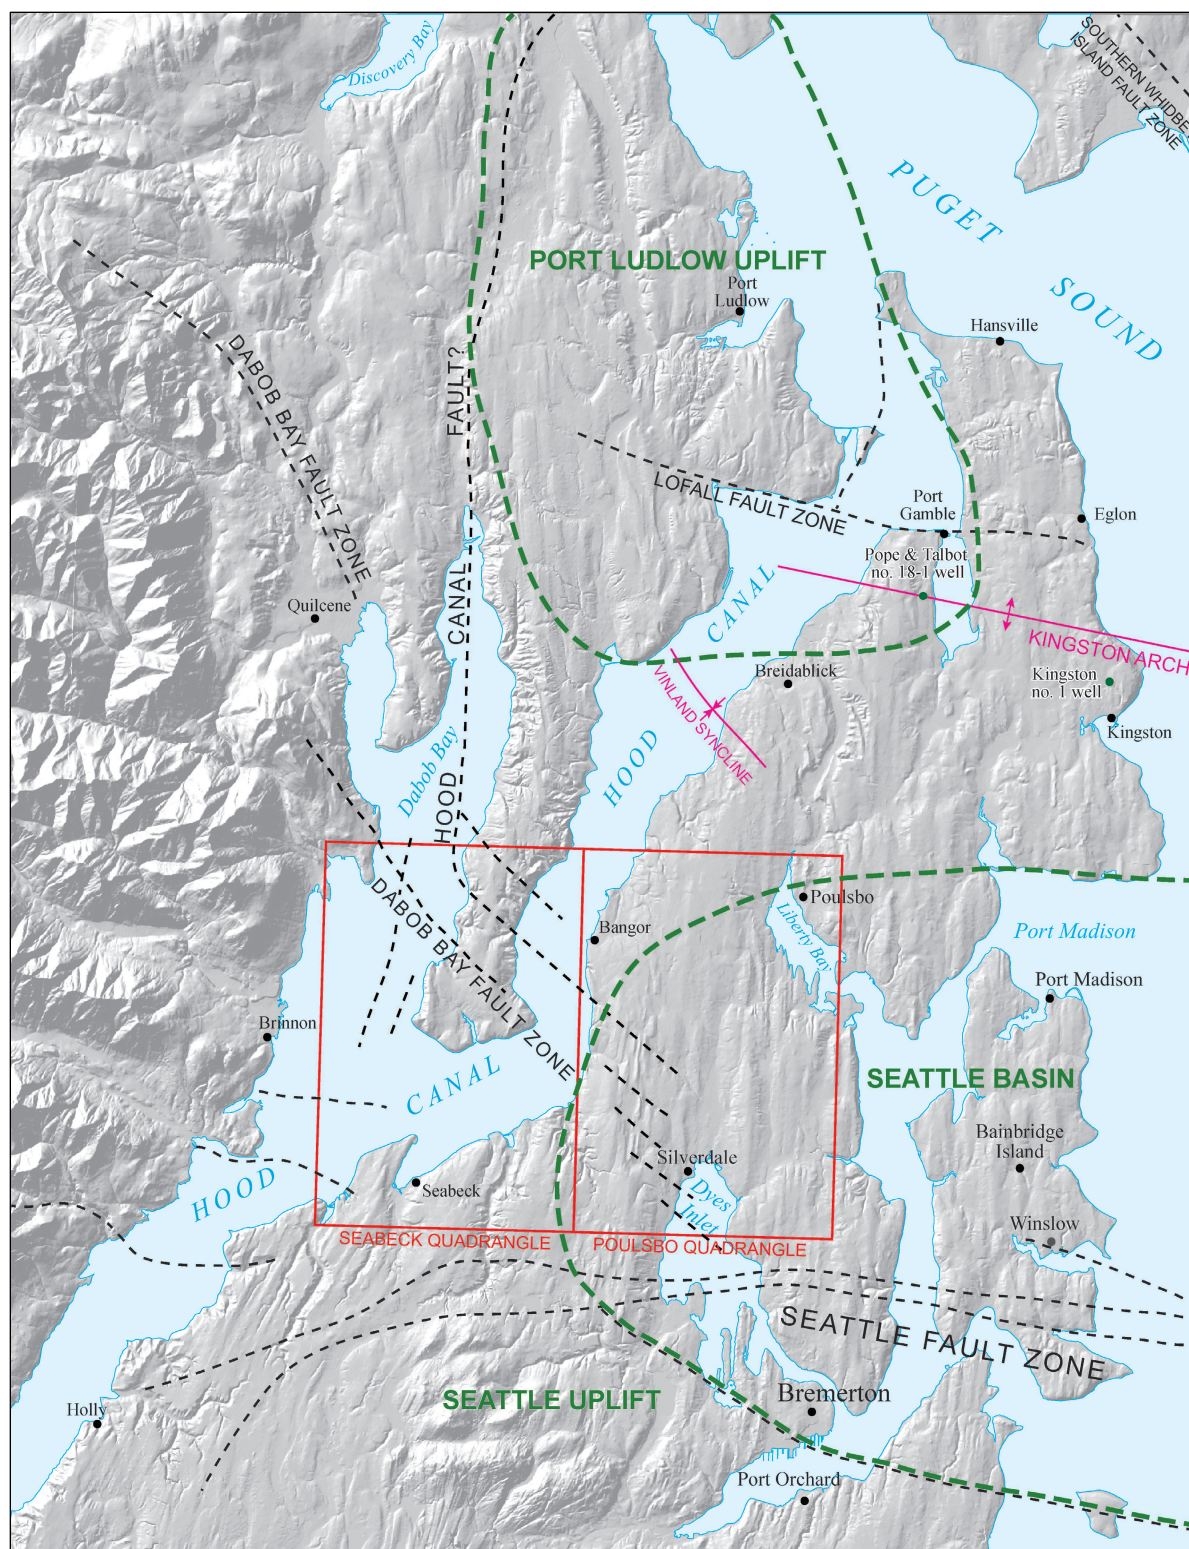 Discovery Bay
SOUTHERN WHIDBE
ISLAND FAULT ZONE
PUGET
SOUND
PORT LUDLOW UPLIFT
Port
Ludlow
Hansville
DABOB BAY FAULT ZONE
FAULT?
CANAL
HOOD
LOFALL FAULT ZONE
Port
Gamble
Eglon
Pope & Talbot
no. 18-1 well
Quilcene
CANAL
HOOD
KINGSTON ARCH
Breidablick
Kingston
no. 1 well
VINLAND SYNCLINE
Kingston
Dabob Bay
DABOB BAY FAULT ZONE
Poulsbo
Liberty Bay
Bangor
Port Madison
Port Madison
Brinnon
SEATTLE BASIN
CANAL
HOOD
Bainbridge
Island
Silverdale
Seabeck
Dyes
Inlet
Winslow
SEABECK QUADRANGLE
POULSBO QUADRANGLE
SEATTLE FAULT ZONE
SEATTLE UPLIFT
Bremerton
Holly
Port Orchard